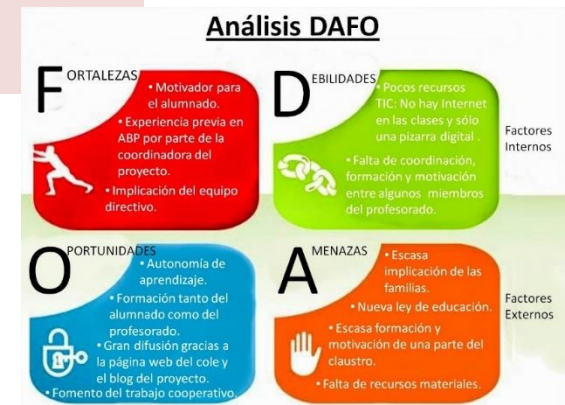 Análisis DAFO
FORTALEZAS
• Motivador para
el alumnado.
• Experiencia previa en
ABP por parte de la
coordinadora del
proyecto.
• Implicación del equipo
directivo.
DEBILIDADES
• Pocos recursos
TIC: No hay Internet
en las clases y sólo
una pizarra digital .
• Falta de coordinación,
formación y motivación
entre algunos miembros
del profesorado.
Factores
Internos
OPORTUNIDADES
• Autonomía de
aprendizaje.
• Formación tanto del
alumnado como del
profesorado.
• Gran difusión gracias a
la página web del cole y
el blog del proyecto.
• Fomento del trabajo cooperativo.
AMENAZAS
• Escasa
implicación de las
familias.
• Nueva ley de educación.
• Escasa formación y
motivación de una parte del
claustro.
• Falta de recursos materiales.
Factores
Externos